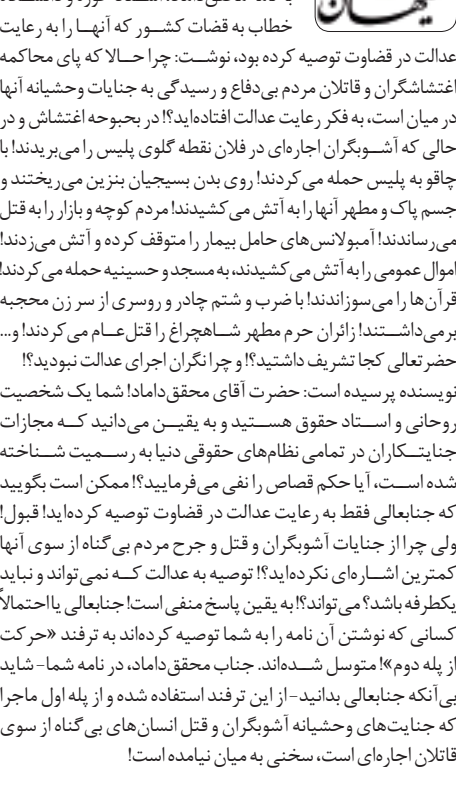 کیهان
خطاب به قضات کشور که آنها را به رعایت
عدالت در قضاوت توصیه کرده بود، نوشت: چرا حالا که پای محاکمه
اغتشاشگران و قاتلان مردم بی‌دفاع و رسیدگی به جنایات وحشیانه آنها
در میان است، به فکر رعایت عدالت افتاده‌اید؟! در بحبوحه اغتشاش و در
حالی که آشوبگران اجاره‌ای در فلان نقطه گلوی پلیس را می‌بریدند! با
چاقو به پلیس حمله می‌کردند! روی بدن بسیجیان بنزین می‌ریختند و
جسم پاک و مطهر آنها را به آتش می‌کشیدند! مردم کوچه و بازار را به قتل
می‌رساندند! آمبولانس‌های حامل بیمار را متوقف کرده و آتش می‌زدند!
اموال عمومی را به آتش می‌کشیدند، به مسجد و حسینیه حمله می‌کردند!
قرآن‌ها را می‌سوزاندند! با ضرب و شتم چادر و روسری از سر زن محجبه
برمی‌داشتند! زائران حرم مطهر شاهچراغ را قتل‌عام می‌کردند! و...
حضرتعالی کجا تشریف داشتید؟! و چرا نگران اجرای عدالت نبودید؟!
نویسنده پرسیده است: حضرت آقای محقق‌داماد! شما یک شخصیت
روحانی و استاد حقوق هستید و به یقین می‌دانید که مجازات
جنایتکاران در تمامی نظام‌های حقوقی دنیا به رسمیت شناخته
شده است، آیا حکم قصاص را نفی می‌فرمایید؟! ممکن است بگویید
که جنابعالی فقط به رعایت عدالت در قضاوت توصیه کرده‌اید! قبول!
ولی چرا از جنایات آشوبگران و قتل و جرح مردم بی‌گناه از سوی آنها
کمترین اشاره‌ای نکرده‌اید؟! توصیه به عدالت که نمی‌تواند و نباید
یکطرفه باشد؟ می‌تواند؟! به یقین پاسخ منفی است! جنابعالی یا احتمالاً
کسانی که نوشتن آن نامه را به شما توصیه کرده‌اند به ترفند «حرکت
از پله دوم»! متوسل شده‌اند. جناب محقق‌داماد، در نامه شما- شاید
بی‌آنکه جنابعالی بدانید- از این ترفند استفاده شده و از پله اول ماجرا
که جنایت‌های وحشیانه آشوبگران و قتل انسان‌های بی‌گناه از سوی
قاتلان اجاره‌ای است، سخنی به میان نیامده است!